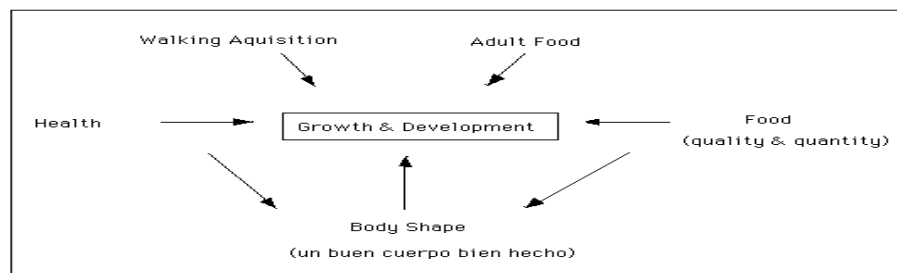 Walking Aquisition
Adult Food
Health
Growth & Development
Food
(quality & quantity)
Body Shape
(un buen cuerpo bien hecho)